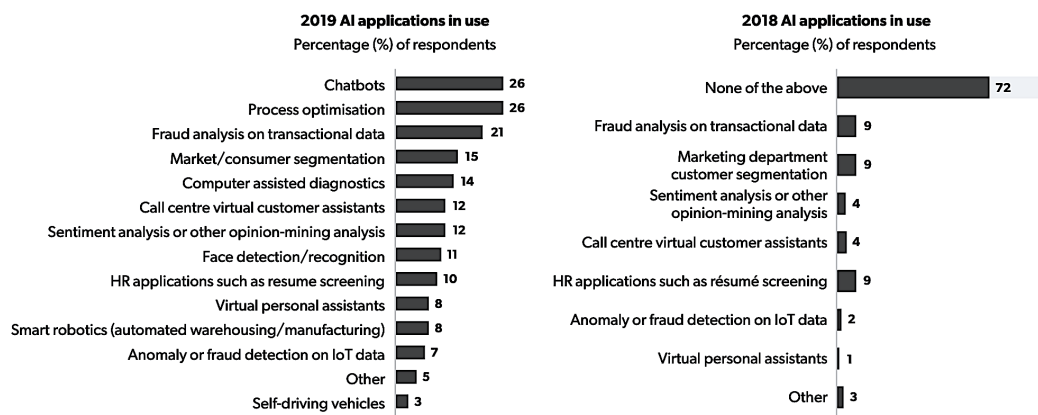 2019 AI applications in use
Percentage (%) of respondents
Chatbots 26
Process optimisation 26
Fraud analysis on transactional data 21
Market/consumer segmentation 15
Computer assisted diagnostics 14
Call centre virtual customer assistants 12
Sentiment analysis or other opinion-mining analysis 12
Face detection/recognition 11
HR applications such as resume screening 10
Virtual personal assistants 8
Smart robotics (automated warehousing/manufacturing) 8
Anomaly or fraud detection on IoT data 7
Other 5
Self-driving vehicles 3
2018 AI applications in use
Percentage (%) of respondents
None of the above 72
Fraud analysis on transactional data 9
Marketing department
customer segmentation 9
Sentiment analysis or other
opinion-mining analysis 4
Call centre virtual customer assistants 4
HR applications such as résumé screening 9
Anomaly or fraud detection on IoT data 2
Virtual personal assistants 1
Other 3